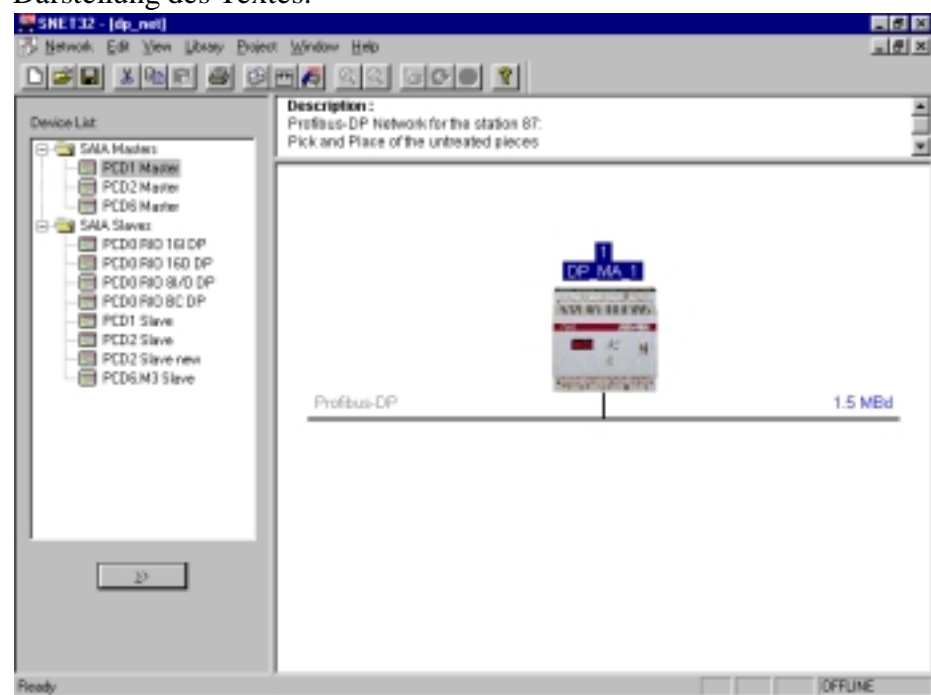 Darstellung des Textes.
SNET32 - [dp_net]
Network Edit View Library Project Window Help
Description :
Profibus-DP Network for the station 87:
Pick and Place of the untreated pieces
Device List:
SAIA Masters
PCD1 Master
PCD2 Master
PCD6 Master
SAIA Slaves
PCD0 RIO 16I DP
PCD0 RIO 16O DP
PCD0 RIO 8I/O DP
PCD0 RIO 8C DP
PCD1 Slave
PCD2 Slave
PCD2 Slave new
PCD6.M3 Slave
1
DP_MA_1
Profibus-DP
1.5 MBd
>>
Ready
OFFLINE